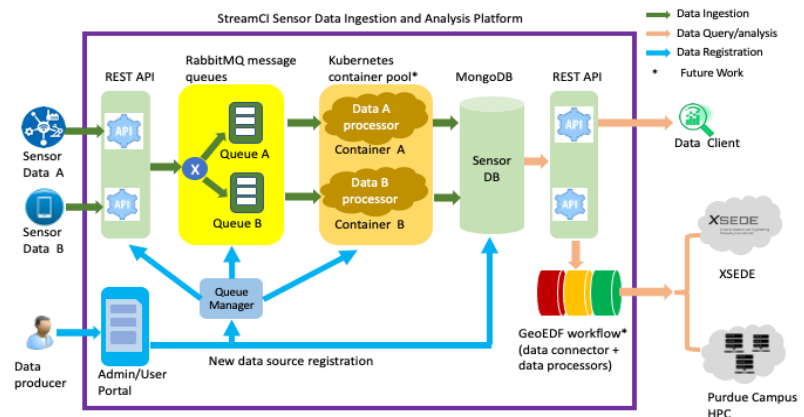 StreamCI Sensor Data Ingestion and Analysis Platform
Data Ingestion
Data Query/analysis
Data Registration
* Future Work
REST API
RabbitMQ message
queues
Kubernetes
container pool*
MongoDB
REST API
API
API
Sensor
Data A
Sensor
Data B
X
Queue A
Queue B
Data A
processor
Container A
Data B
processor
Container B
Sensor
DB
API
API
Data Client
XSEDE
XSEDE
Queue
Manager
Data
producer
Admin/User
Portal
New data source registration
GeoEDF workflow*
(data connector +
data processors)
Purdue Campus
HPC